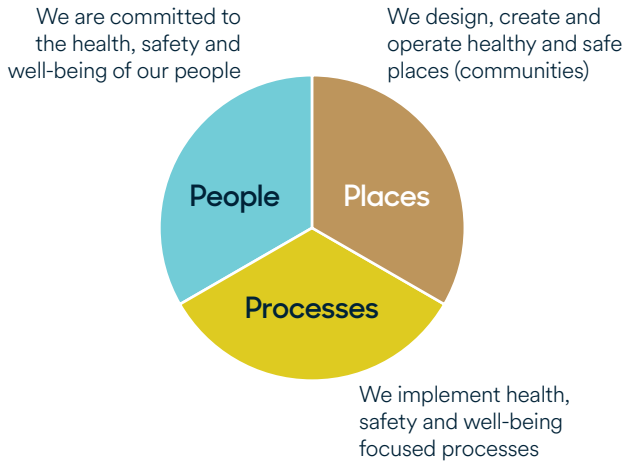 We are committed to
the health, safety and
well-being of our people
We design, create and
operate healthy and safe
places (communities)
People
Places
Processes
We implement health,
safety and well-being
focused processes